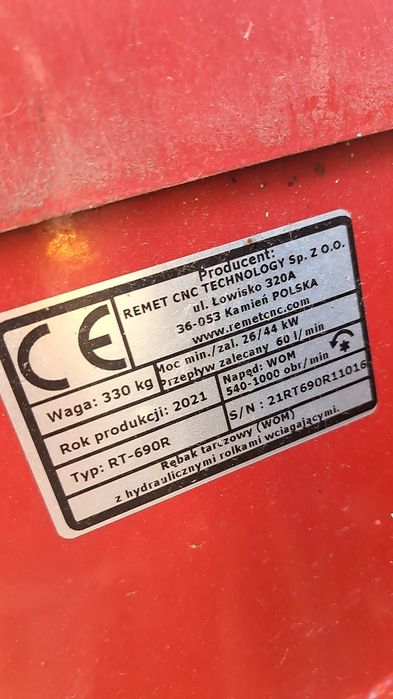 CE
Producent:
REMET CNC TECHNOLOGY Sp. Z o.o.
ul. Łowisko 320A
36-053 Kamień POLSKA
www.remetcnc.com
Waga: 330 kg
Moc min./zal. 26/44 kW
Przepływ zalecany 60 l/min
Rok produkcji: 2021
Napęd: WOM
540-1000 obr/min
Typ: RT-690R
S/N : 21RT690R11016
Rębak tarczowy (WOM)
z hydraulicznymi rolkami wciągającymi.